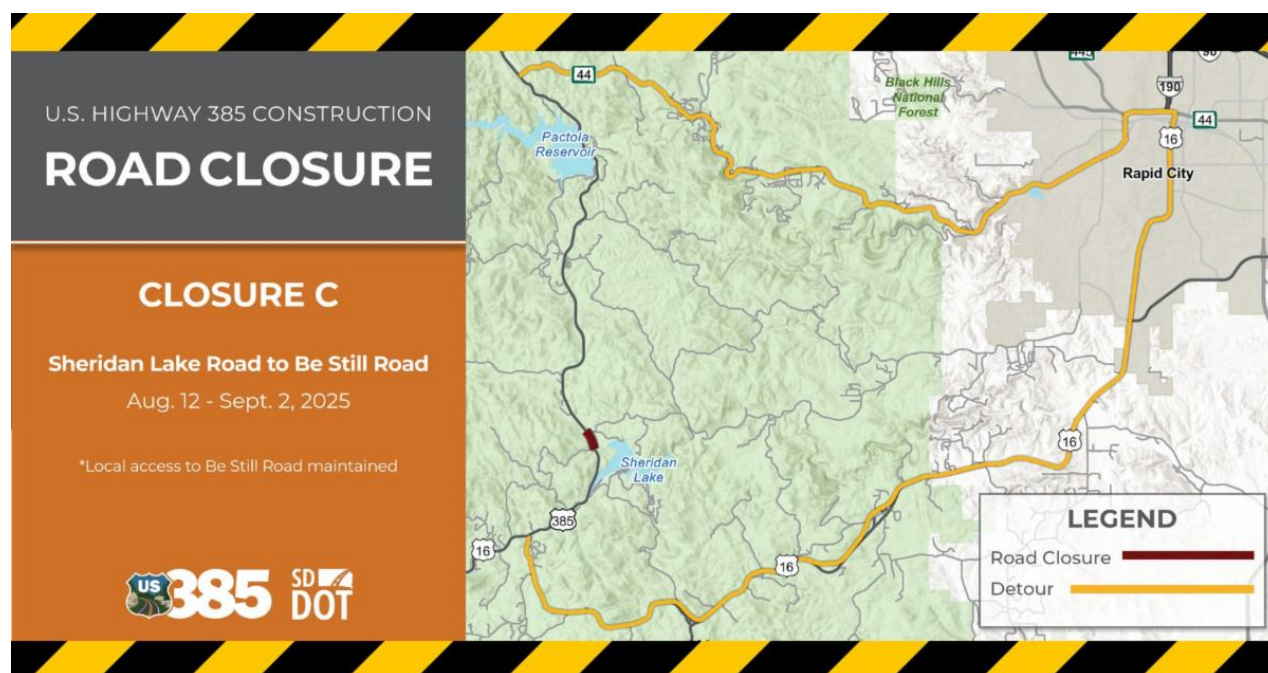 U.S. HIGHWAY 385 CONSTRUCTION
ROAD CLOSURE
CLOSURE C
Sheridan Lake Road to Be Still Road
Aug. 12 - Sept. 2, 2025
*Local access to Be Still Road maintained
US 385
SD
DOT
44
Black Hills
National
Forest
445
90
190
44
16
Pactola
Reservoir
Rapid City
16
Sheridan
Lake
385
16
16
LEGEND
Road Closure
Detour